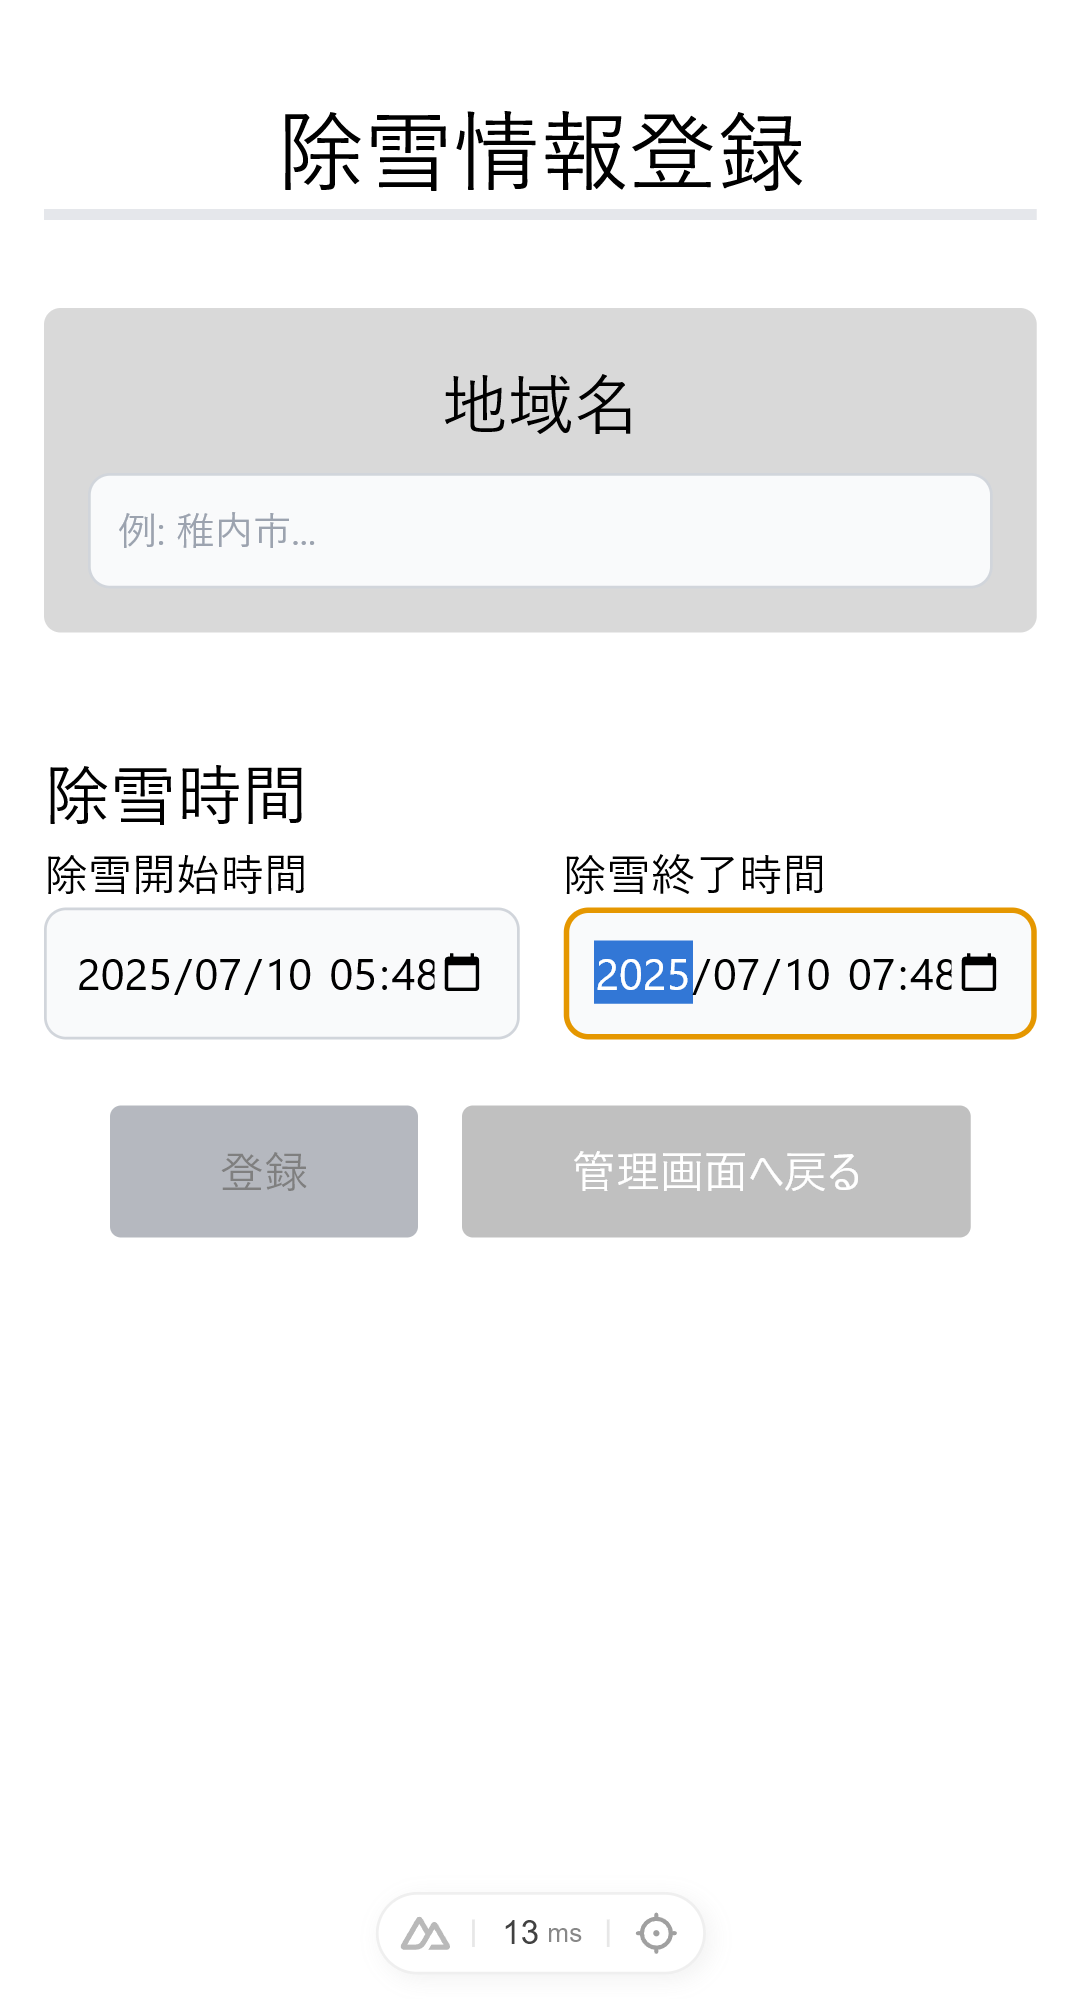 除雪情報登録
地域名
例: 稚内市...
除雪時間
除雪開始時間
除雪終了時間
2025/07/10 05:48
2025/07/10 07:48
登録
管理画面へ戻る
13 ms